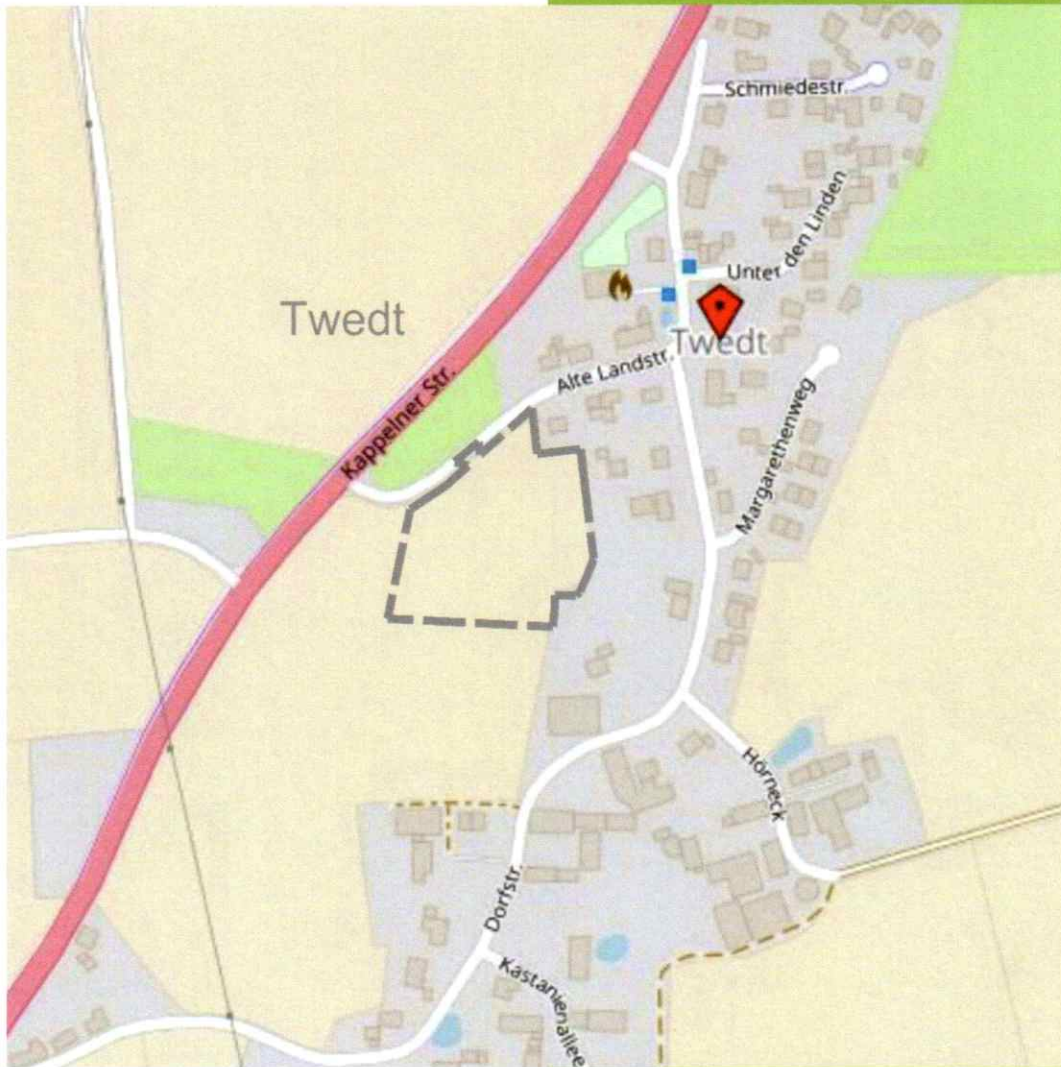 Schmiedestr.
Unter den Linden
Twedt
Twedt
Alte Landstr.
Kappelner Str.
Margarethenweg
Hörneck
Dorfstr.
Kastanienallee